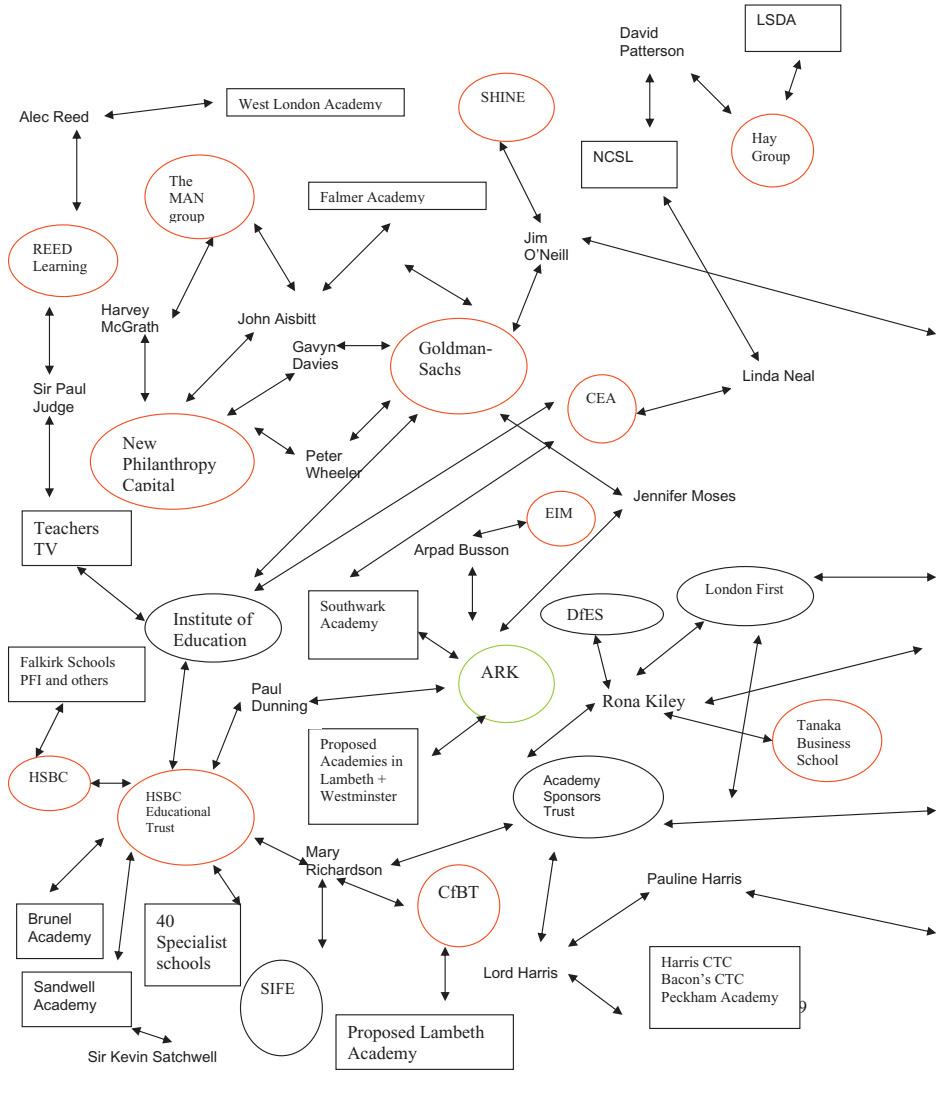 LSDA
David
Patterson
SHINE
West London Academy
Alec Reed
Hay
Group
NCSL
The
MAN
group
Falmer Academy
REED
Learning
Jim
O'Neill
Harvey
McGrath
John Aisbitt
Gavyn
Davies
Goldman-
Sachs
Linda Neal
Sir Paul
Judge
CEA
New
Philanthropy
Capital
Peter
Wheeler
Jennifer Moses
EIM
Teachers
TV
Arpad Busson
London First
Southwark
Academy
DfES
Institute of
Education
Falkirk Schools
PFI and others
ARK
Paul
Dunning
Rona Kiley
Tanaka
Business
School
Proposed
Academies in
Lambeth +
Westminster
HSBC
HSBC
Educational
Trust
Academy
Sponsors
Trust
Mary
Richardson
CfBT
Pauline Harris
Brunel
Academy
40
Specialist
schools
Lord Harris
Harris CTC
Bacon's CTC
Peckham Academy
9
Sandwell
Academy
SIFE
Proposed Lambeth
Academy
Sir Kevin Satchwell